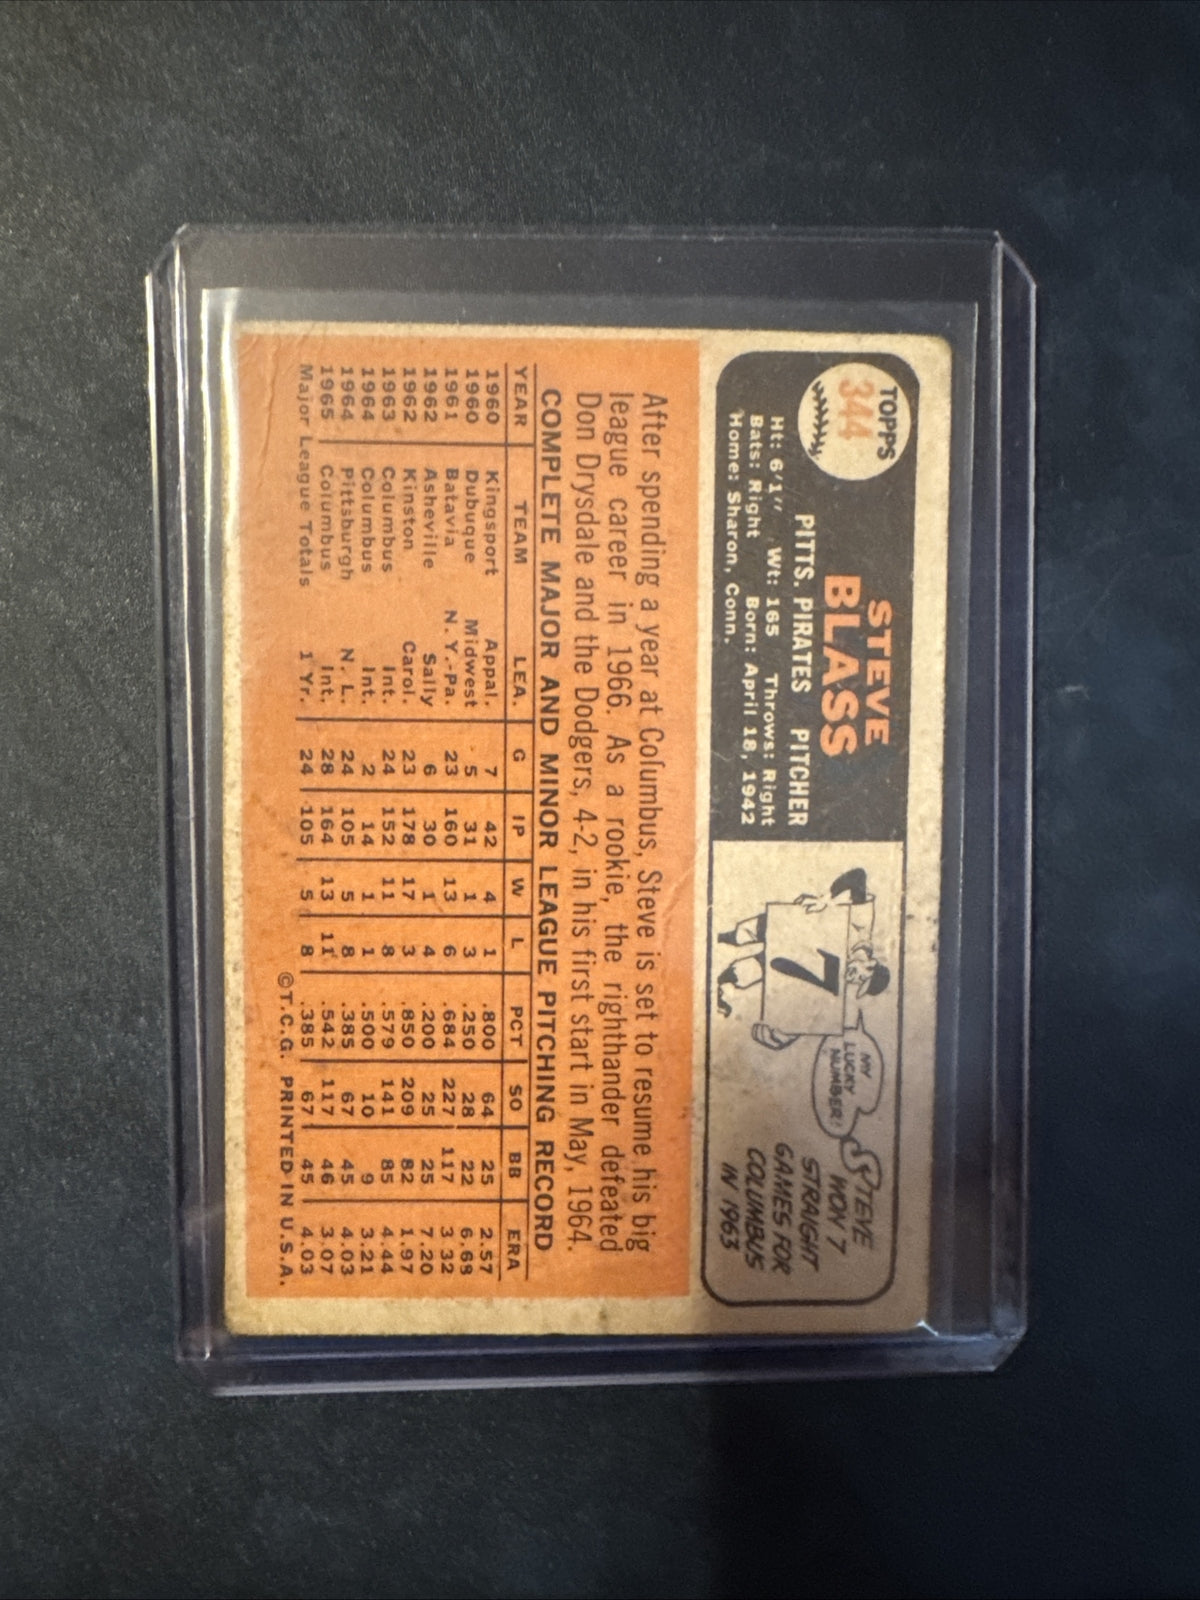 TOPPS
344
STEVE
BLASS
PITTS. PIRATES PITCHER
Ht: 6'1" Wt: 165 Throws: Right
Bats: Right Born: April 18, 1942
Home: Sharon, Conn.
7
MY
LUCKY
NUMBER!
STEVE
WON 7
STRAIGHT
GAMES FOR
COLUMBUS
IN 1963
After spending a year at Columbus, Steve is set to resume his big
league career in 1966. As a rookie, the righthander defeated
Don Drysdale and the Dodgers, 4-2, in his first start in May, 1964.
COMPLETE MAJOR AND MINOR LEAGUE PITCHING RECORD
YEAR TEAM LEA. G IP W L PCT SO BB ERA
1960 Kingsport Appal. 7 42 4 1 .800 64 25 2.57
1960 Dubuque Midwest 5 31 1 3 .250 28 22 6.68
1961 Batavia N.Y.-Pa. 23 160 13 6 .684 227 117 3.32
1962 Asheville Sally 6 30 1 4 .200 25 25 7.20
1962 Kinston Carol. 23 178 17 3 .850 209 82 1.97
1963 Columbus Int. 24 152 11 8 .579 141 85 4.44
1964 Columbus Int. 2 14 1 1 .500 10 9 3.21
1964 Pittsburgh N.L. 24 105 5 8 .385 67 45 4.03
1965 Columbus Int. 28 164 13 11 .542 117 46 3.07
Major League Totals 1 Yr. 24 105 5 8 .385 67 45 4.03
©T.C.G. PRINTED IN U.S.A.